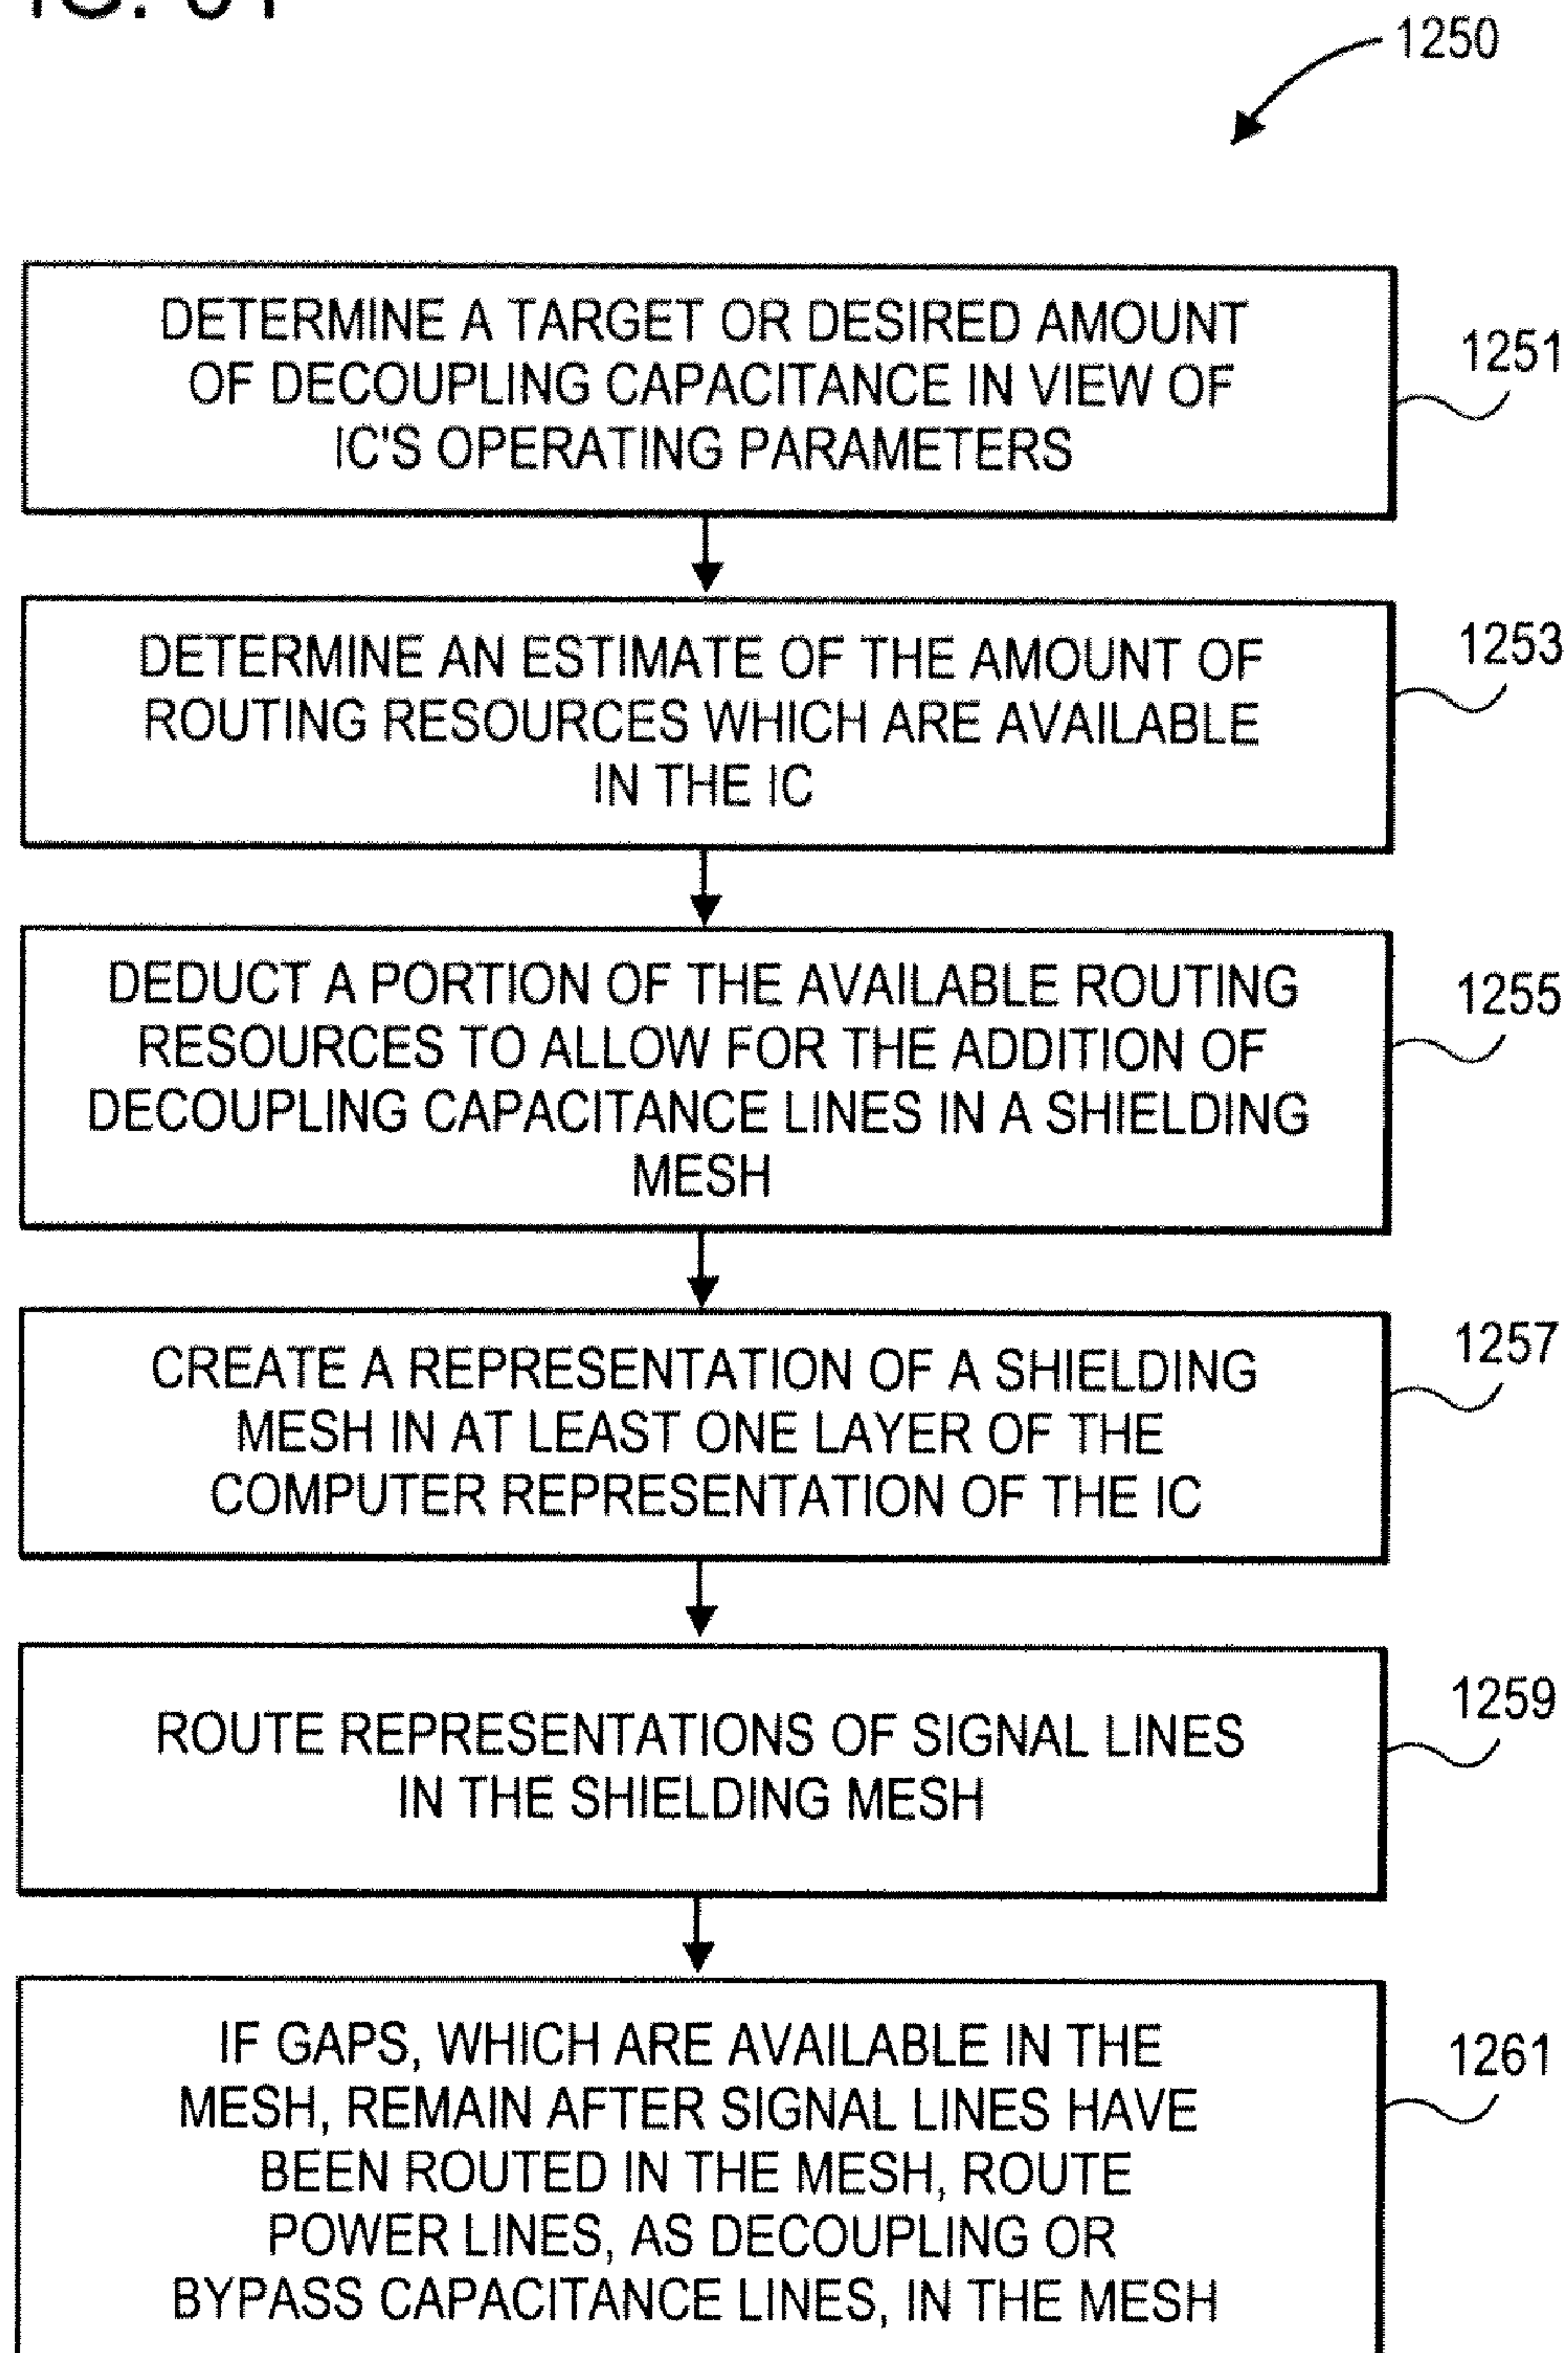 1250
DETERMINE A TARGET OR DESIRED AMOUNT
OF DECOUPLING CAPACITANCE IN VIEW OF
IC'S OPERATING PARAMETERS
1251
DETERMINE AN ESTIMATE OF THE AMOUNT OF
ROUTING RESOURCES WHICH ARE AVAILABLE
IN THE IC
1253
DEDUCT A PORTION OF THE AVAILABLE ROUTING
RESOURCES TO ALLOW FOR THE ADDITION OF
DECOUPLING CAPACITANCE LINES IN A SHIELDING
MESH
1255
CREATE A REPRESENTATION OF A SHIELDING
MESH IN AT LEAST ONE LAYER OF THE
COMPUTER REPRESENTATION OF THE IC
1257
ROUTE REPRESENTATIONS OF SIGNAL LINES
IN THE SHIELDING MESH
1259
IF GAPS, WHICH ARE AVAILABLE IN THE
MESH, REMAIN AFTER SIGNAL LINES HAVE
BEEN ROUTED IN THE MESH, ROUTE
POWER LINES, AS DECOUPLING OR
BYPASS CAPACITANCE LINES, IN THE MESH
1261